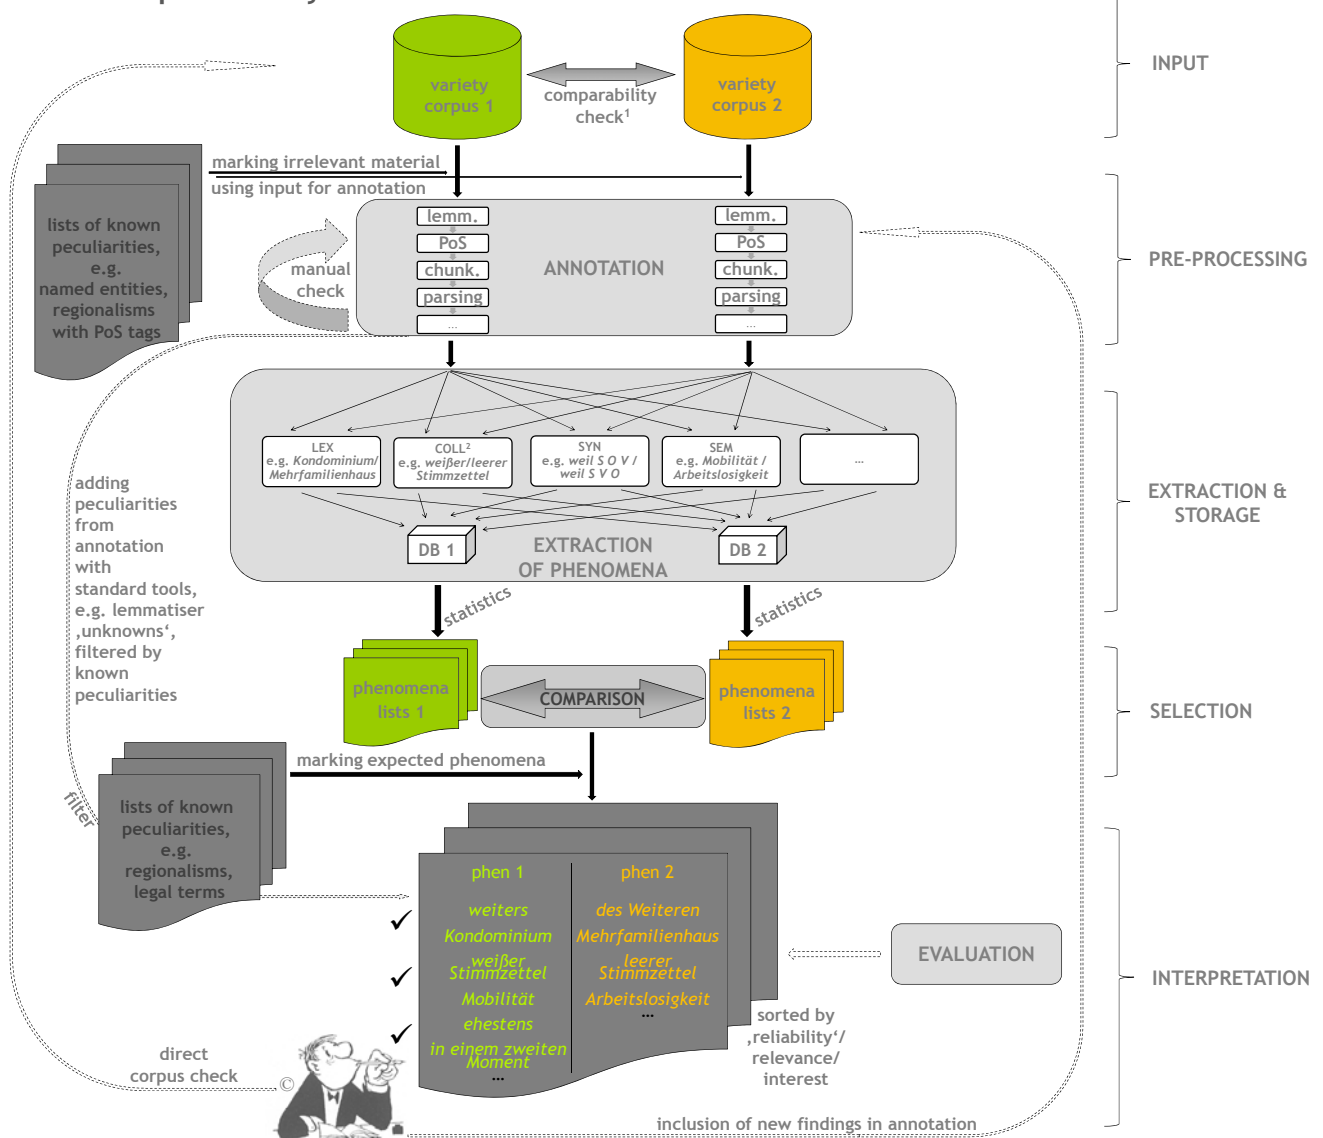 variety
corpus 1
comparability
check¹
variety
corpus 2
INPUT
marking irrelevant material
using input for annotation
lists of known
peculiarities,
e.g.
named entities,
regionalisms
with PoS tags
manual
check
lemm.
PoS
chunk.
parsing
...
ANNOTATION
lemm.
PoS
chunk.
parsing
...
PRE-PROCESSING
LEX
e.g. Kondominium/
Mehrfamilienhaus
COLL²
e.g. weißer/leerer
Stimmzettel
SYN
e.g. weil S O V /
weil S V O
SEM
e.g. Mobilität /
Arbeitslosigkeit
...
DB 1
DB 2
EXTRACTION
OF PHENOMENA
EXTRACTION &
STORAGE
adding
peculiarities
from
annotation
with
standard tools,
e.g. lemmatiser
‚unknowns‘,
filtered by
known
peculiarities
statistics
statistics
phenomena
lists 1
COMPARISON
phenomena
lists 2
SELECTION
marking expected phenomena
filter
lists of known
peculiarities,
e.g.
regionalisms,
legal terms
phen 1
weiters
Kondominium
weißer
Stimmzettel
Mobilität
ehestens
in einem zweiten
Moment
...
phen 2
des Weiteren
Mehrfamilienhaus
leerer
Stimmzettel
Arbeitslosigkeit
...
EVALUATION
INTERPRETATION
sorted by
‚reliability‘/
relevance/
interest
direct
corpus check
©
inclusion of new findings in annotation